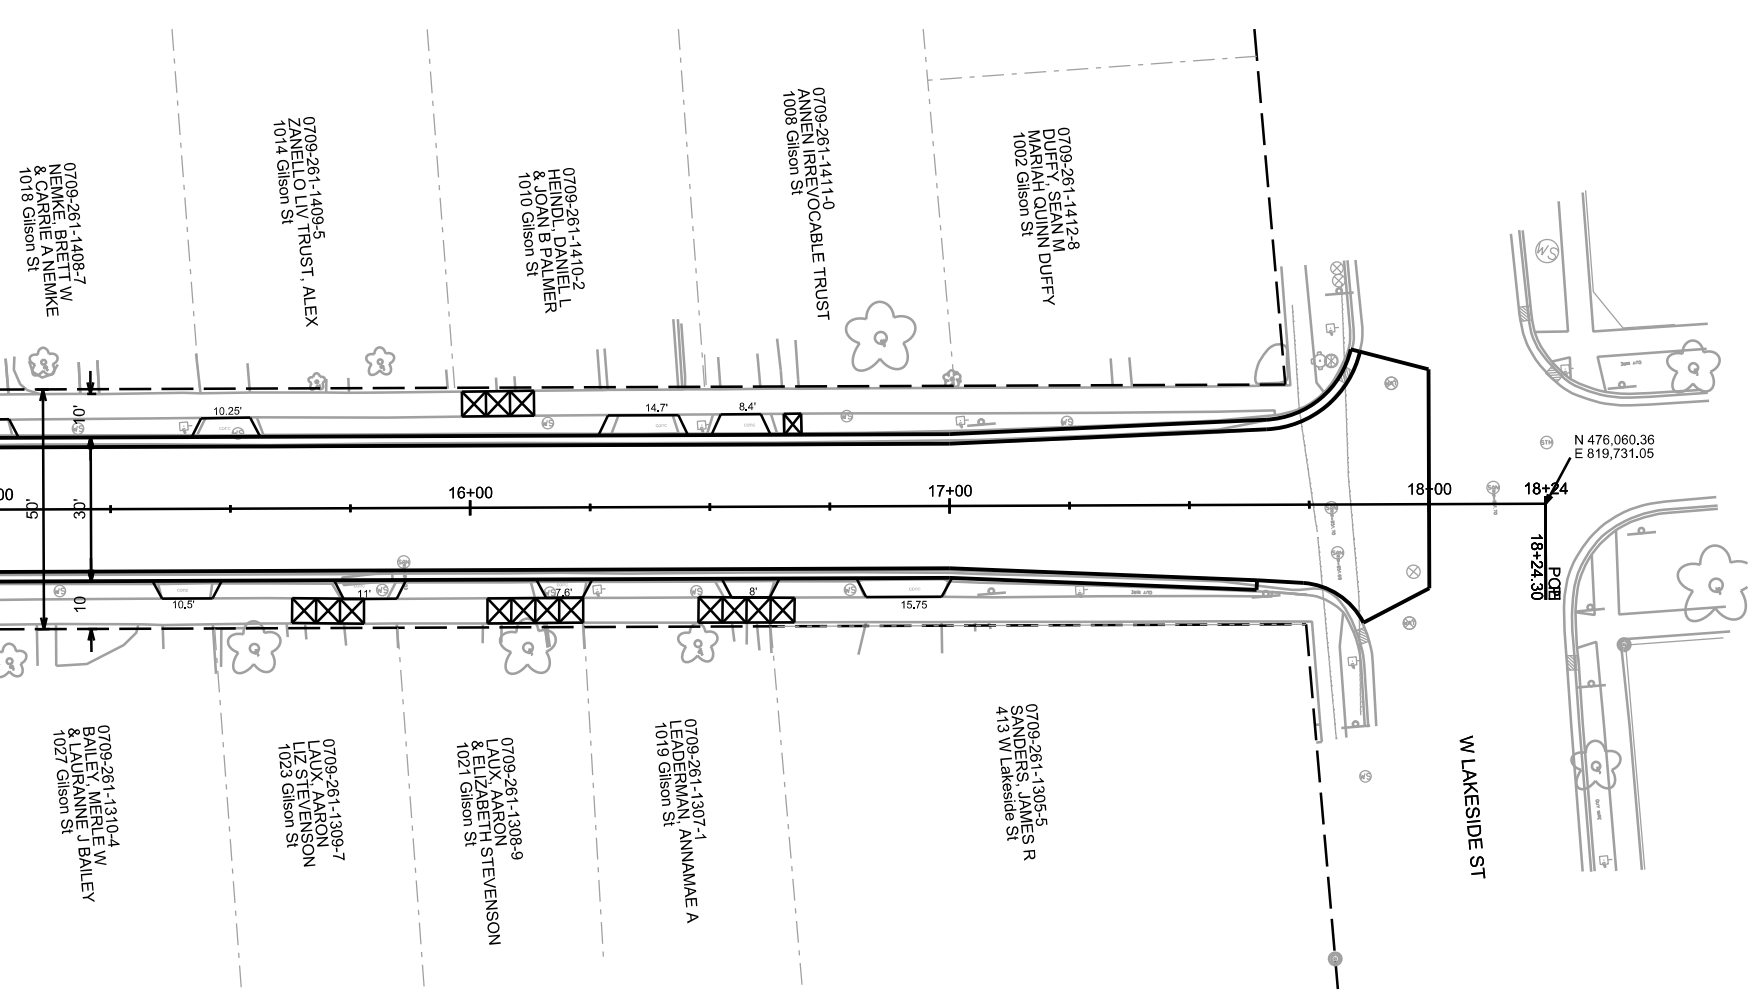 0709-261-1408-7
NEMKE, BRETT W
& CARRIE A NEMKE
1018 Gilson St
0709-261-1409-5
ZANELLO LIV TRUST, ALEX
1014 Gilson St
0709-261-1410-2
HEINDL, DANIEL L
& JOAN B PALMER
1010 Gilson St
0709-261-1411-0
ANNEN IRREVOCABLE TRUST
1008 Gilson St
0709-261-1412-8
DUFFY, SEAN M
MARIAH QUINN DUFFY
1002 Gilson St
10'
10.25'
14.7'
8.4'
N 476,060.36
E 819,731.05
00
50'
30'
16+00
17+00
18+00
18+24
18+24.30
10'
10.5'
11'
7.6'
8'
15.75
GUY WIRE
0709-261-1310-4
BAILEY, MERLE W
& LAURANNE J BAILEY
1027 Gilson St
0709-261-1309-7
LAUX, AARON
LIZ STEVENSON
1023 Gilson St
0709-261-1308-9
LAUX, AARON
& ELIZABETH STEVENSON
1021 Gilson St
0709-261-1307-1
LEADERMAN, ANNAMAE A
1019 Gilson St
0709-261-1305-5
SANDERS, JAMES R
413 W Lakeside St
W LAKESIDE ST